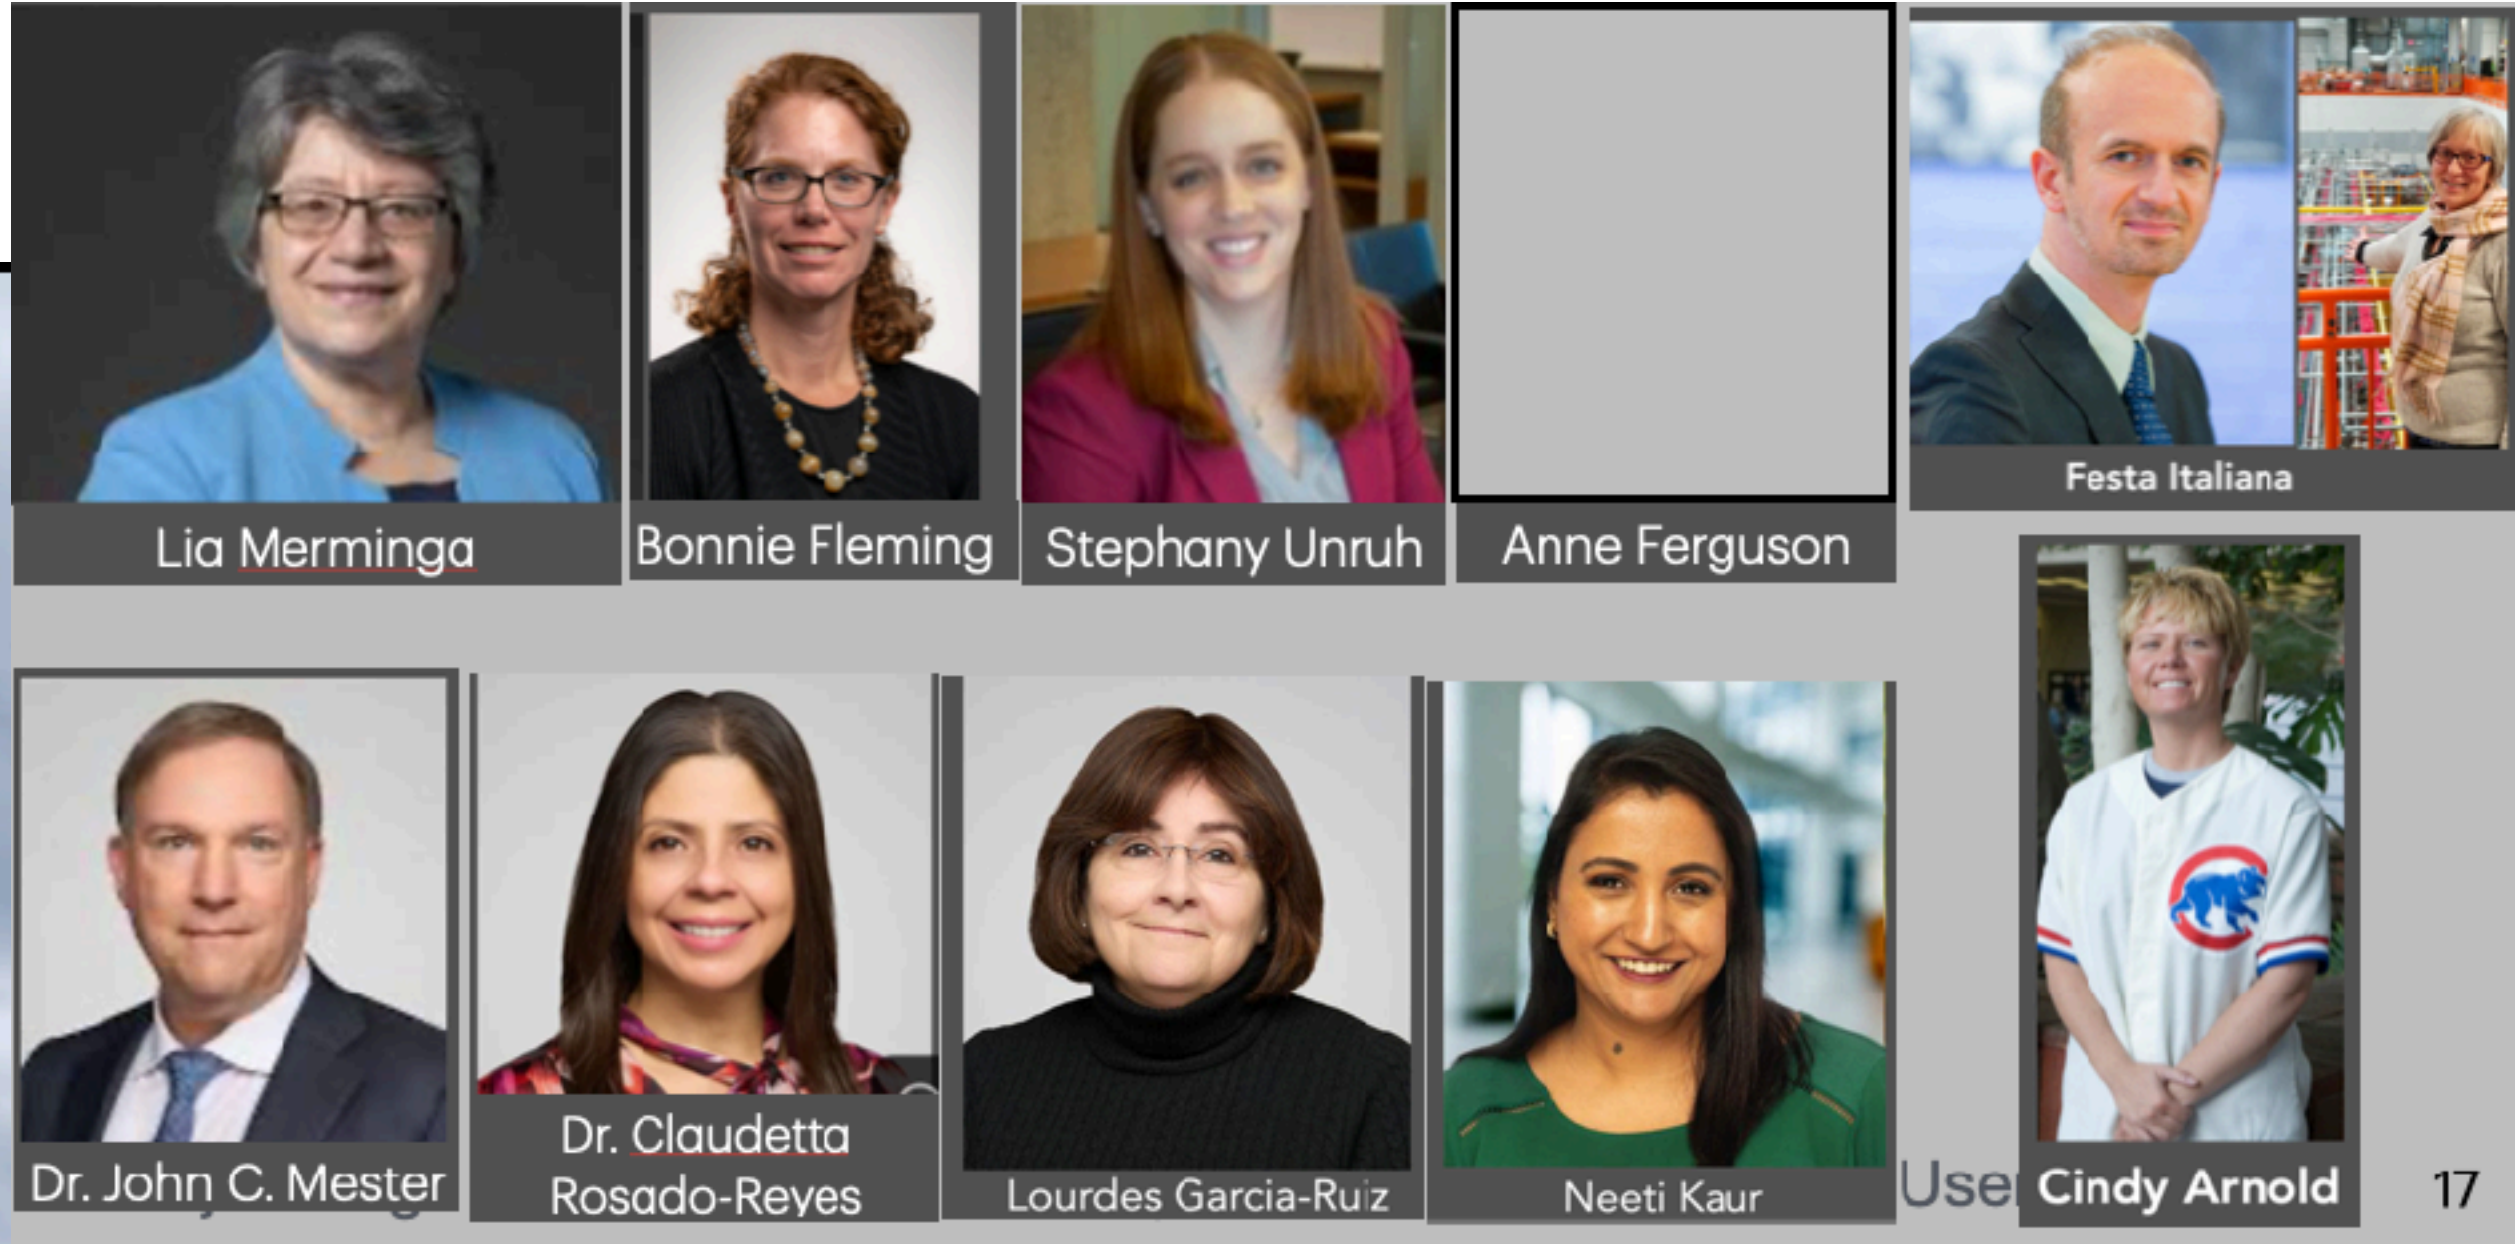 Lia Merminga
Bonnie Fleming
Stephany Unruh
Anne Ferguson
Festa Italiana
Dr. John C. Mester
Dr. Claudetta
Rosado-Reyes
Lourdes Garcia-Ruiz
Neeti Kaur
User
Cindy Arnold
17